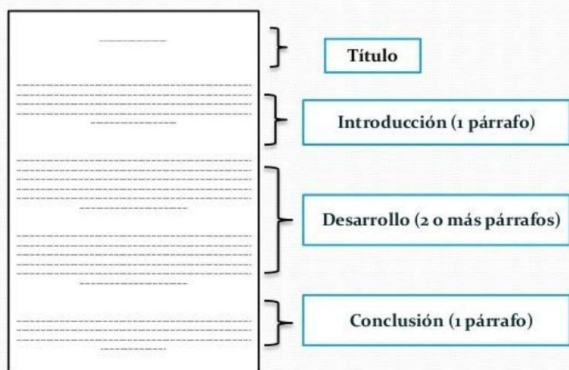 Título
Introducción (1 párrafo)
Desarrollo (2 o más párrafos)
Conclusión (1 párrafo)